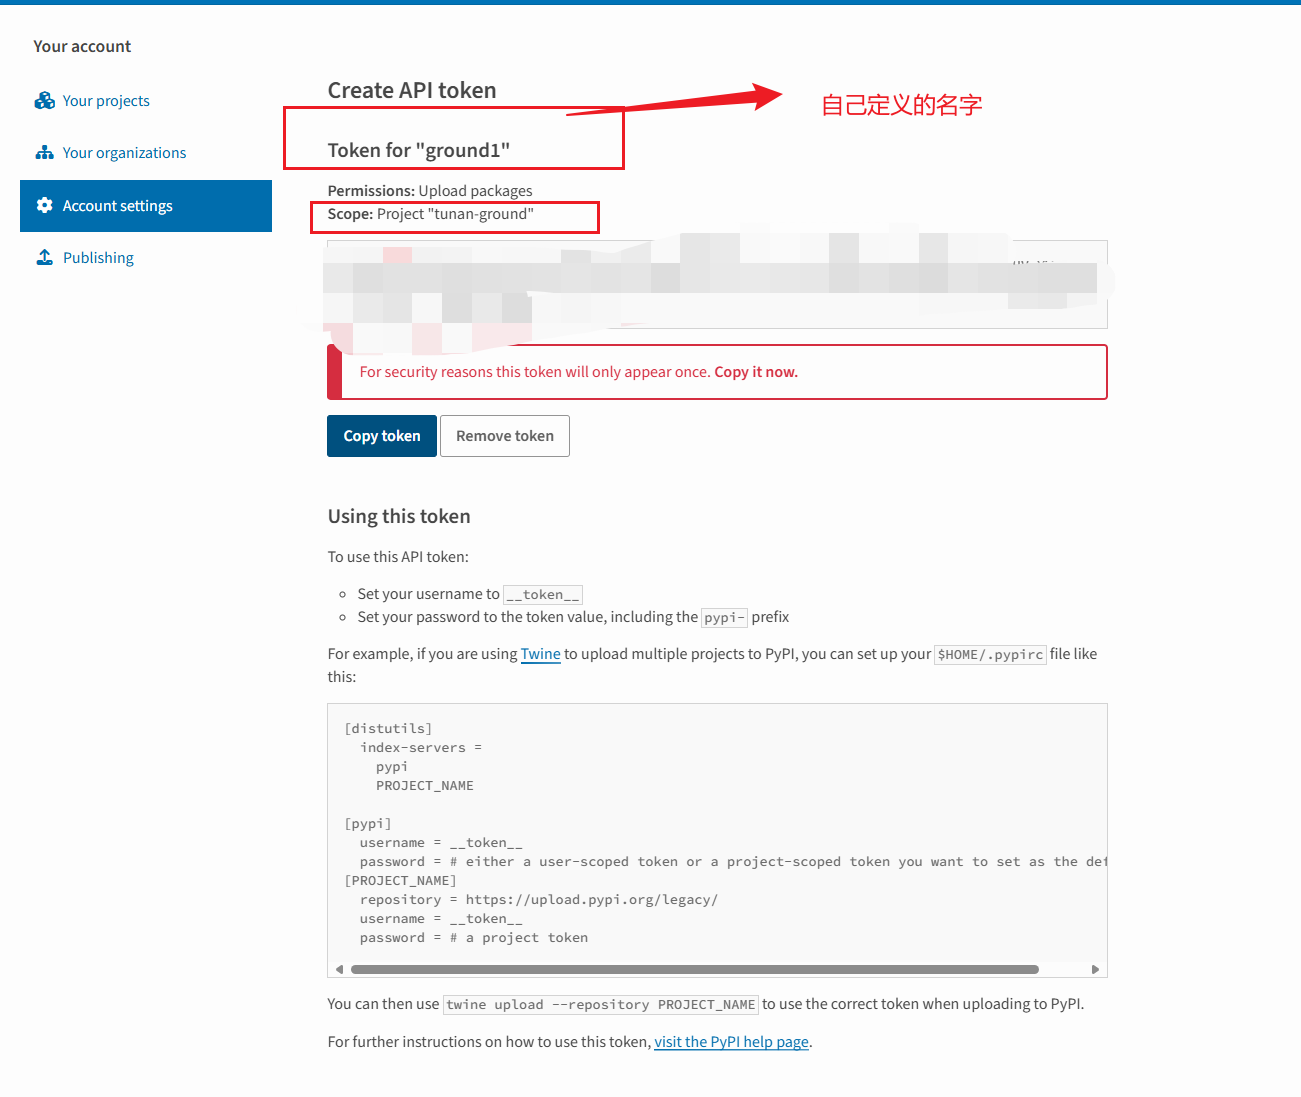 Your account
Your projects
Your organizations
Account settings
Publishing
Create API token
自己定义的名字
Token for "ground1"
Permissions: Upload packages
Scope: Project "tunan-ground"
For security reasons this token will only appear once. Copy it now.
Copy token
Remove token
Using this token
To use this API token:
Set your username to __token__
Set your password to the token value, including the pypi- prefix
For example, if you are using Twine to upload multiple projects to PyPI, you can set up your $HOME/.pypirc file like
this:
[distutils]
index-servers =
pypi
PROJECT_NAME
[pypi]
username = __token__
password = # either a user-scoped token or a project-scoped token you want to set as the
[PROJECT_NAME]
repository = https://upload.pypi.org/legacy/
username = __token__
password = # a project token
You can then use twine upload --repository PROJECT_NAME to use the correct token when uploading to PyPI.
For further instructions on how to use this token, visit the PyPI help page.